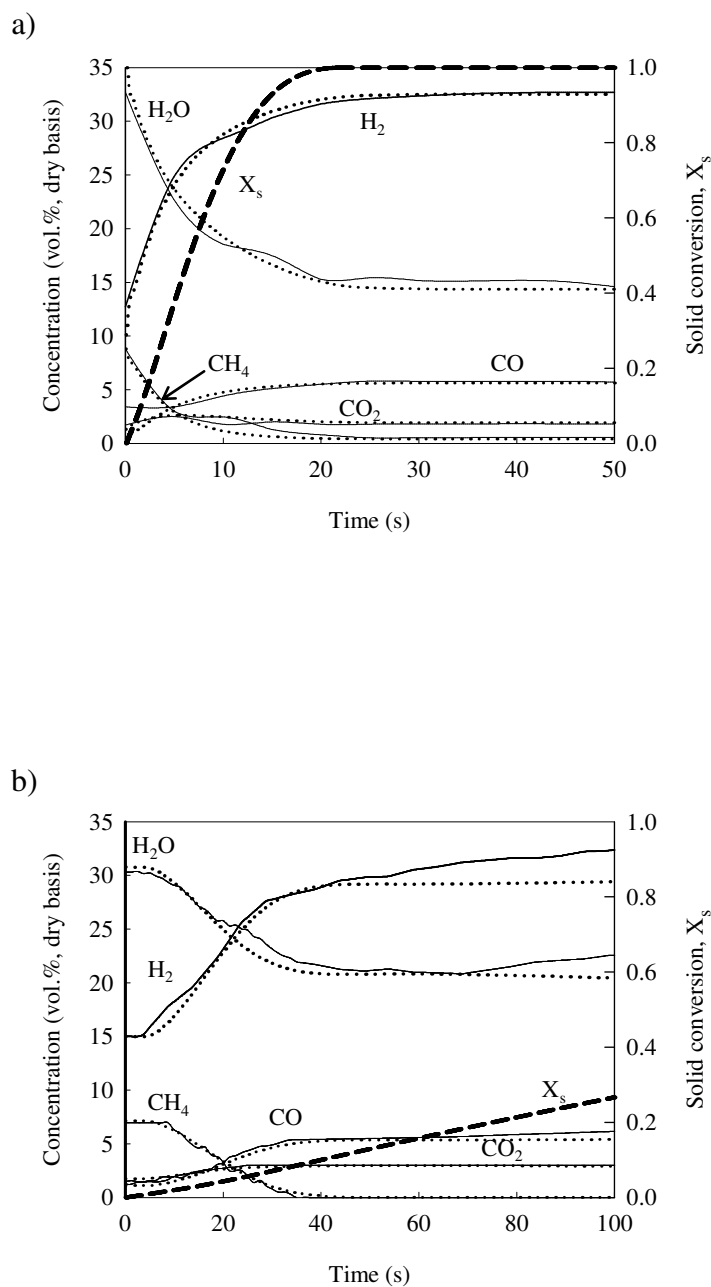 a)
35
30
25
20
15
10
5
0
Concentration (vol.%, dry basis)
1.0
0.8
0.6
0.4
0.2
0.0
Solid conversion, Xs
H2O
H2
Xs
CH4
CO
CO2
0 10 20 30 40 50
Time (s)
b)
35
30
25
20
15
10
5
0
Concentration (vol.%, dry basis)
1.0
0.8
0.6
0.4
0.2
0.0
Solid conversion, Xs
H2O
H2
CH4
CO
Xs
CO2
0 20 40 60 80 100
Time (s)